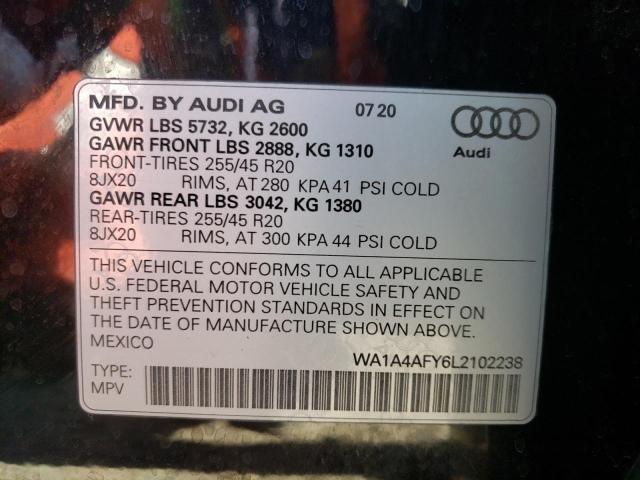 MFD. BY AUDI AG 07 20
GVWR LBS 5732, KG 2600
GAWR FRONT LBS 2888, KG 1310
FRONT-TIRES 255/45 R20
8JX20 RIMS, AT 280 KPA 41 PSI COLD
GAWR REAR LBS 3042, KG 1380
REAR-TIRES 255/45 R20
8JX20 RIMS, AT 300 KPA 44 PSI COLD
Audi
THIS VEHICLE CONFORMS TO ALL APPLICABLE
U.S. FEDERAL MOTOR VEHICLE SAFETY AND
THEFT PREVENTION STANDARDS IN EFFECT ON
THE DATE OF MANUFACTURE SHOWN ABOVE.
MEXICO
WA1A4AFY6L2102238
TYPE:
MPV